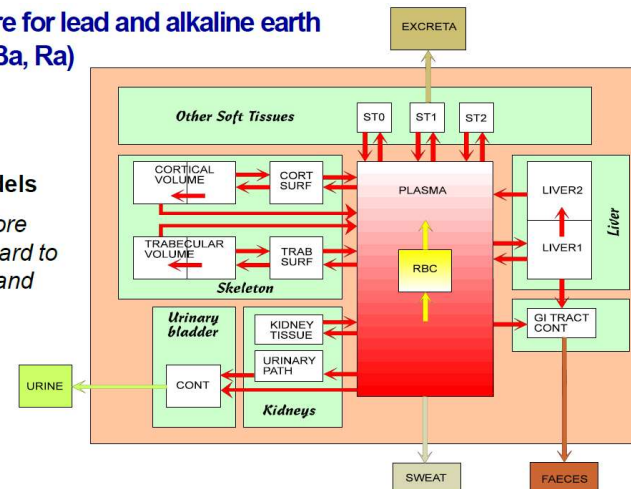 re for lead and alkaline earth
Ba, Ra)
dels
ore
ard to
and
EXCRETA
Other Soft Tissues
ST0
ST1
ST2
CORTICAL
VOLUME
CORT
SURF
TRABECULAR
VOLUME
TRAB
SURF
Skeleton
PLASMA
RBC
LIVER2
LIVER1
Liver
GI TRACT
CONT
Urinary
bladder
CONT
KIDNEY
TISSUE
URINARY
PATH
Kidneys
URINE
SWEAT
FAECES